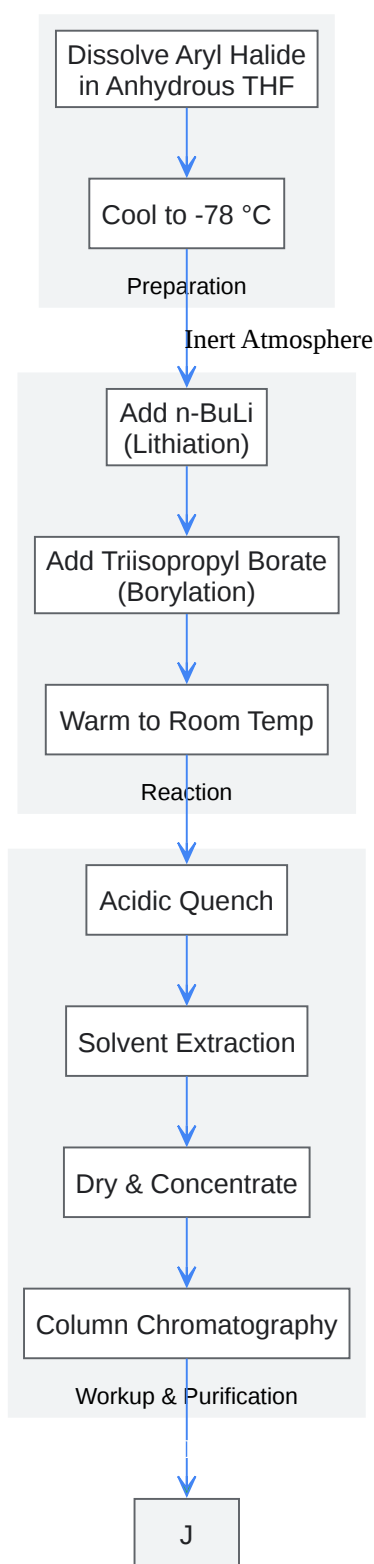 Dissolve Aryl Halide
in Anhydrous THF
Cool to -78 °C
Preparation
Inert Atmosphere
Add n-BuLi
(Lithiation)
Add Triisopropyl Borate
(Borylation)
Warm to Room Temp
Reaction
Acidic Quench
Solvent Extraction
Dry & Concentrate
Column Chromatography
Workup & Purification
J